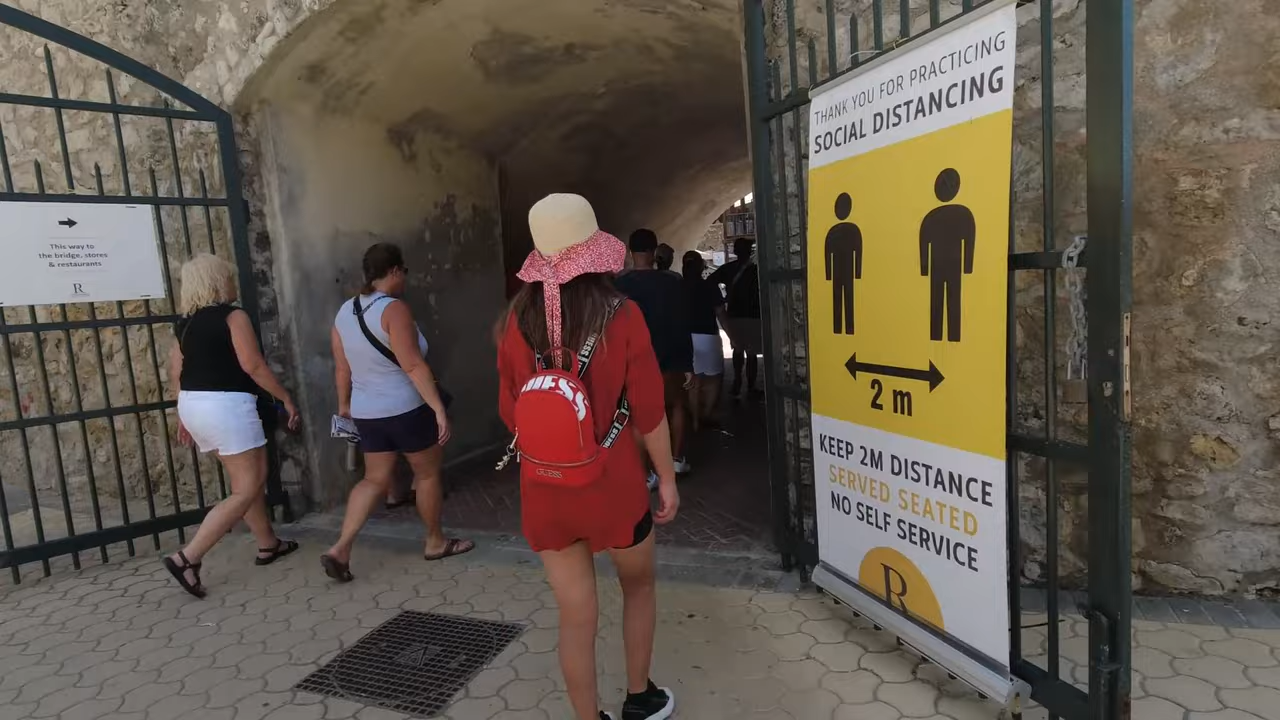 This way to
the bridge, stores
& restaurants
R
GUESS
GUESS
THANK YOU FOR PRACTICING
SOCIAL DISTANCING
2 m
KEEP 2M DISTANCE
SERVED SEATED
NO SELF SERVICE
R